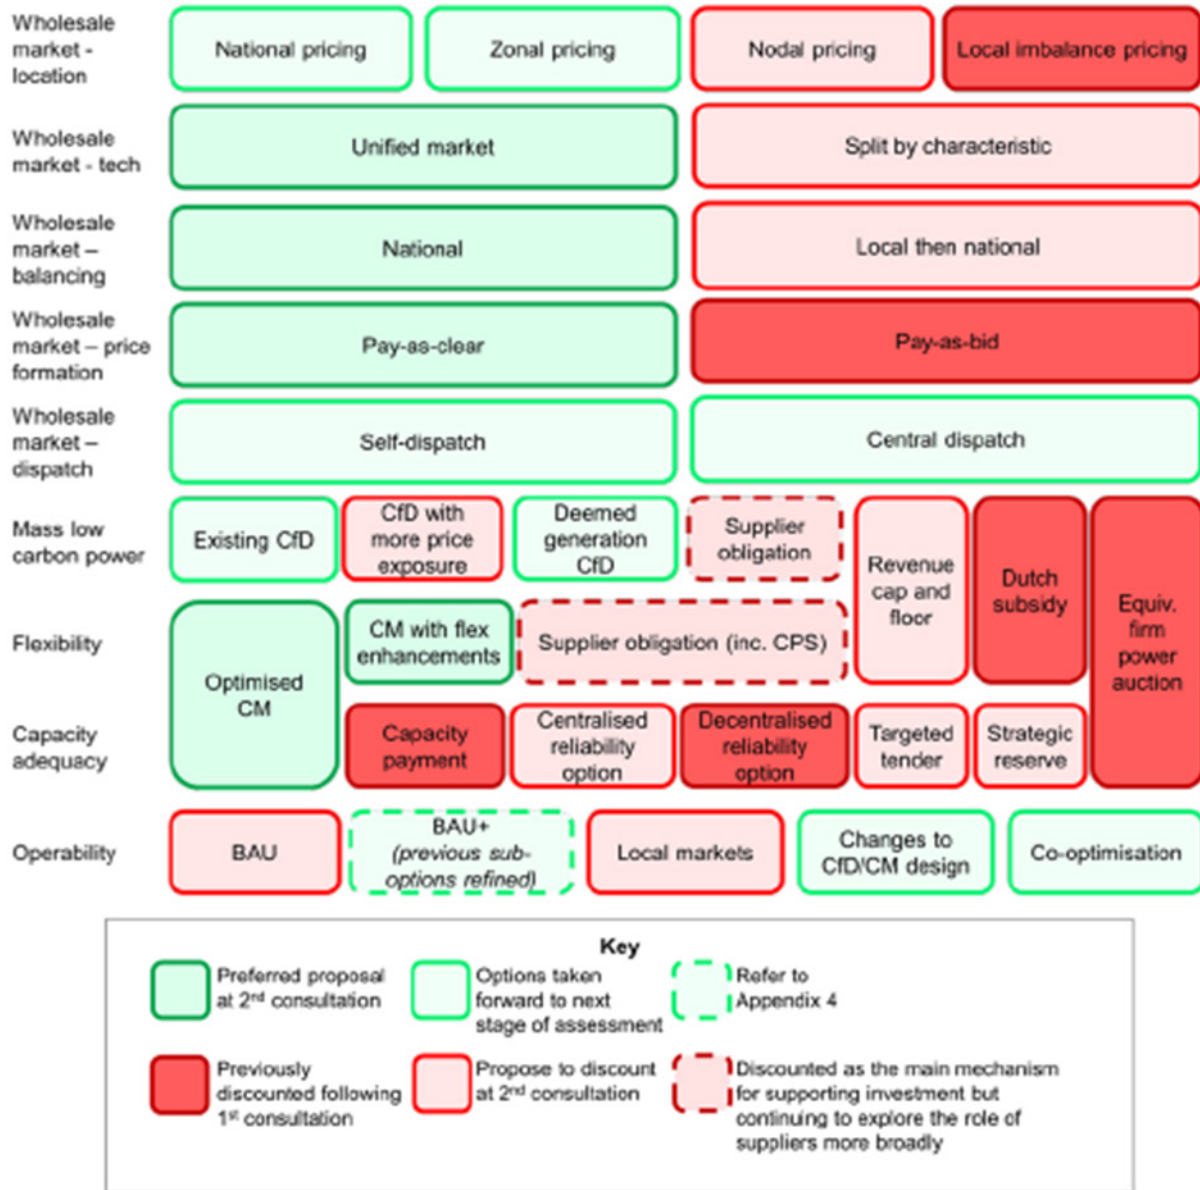 Wholesale
market -
location
National pricing
Zonal pricing
Nodal pricing
Local imbalance pricing
Wholesale
market - tech
Unified market
Split by characteristic
Wholesale
market –
balancing
National
Local then national
Wholesale
market – price
formation
Pay-as-clear
Pay-as-bid
Wholesale
market –
dispatch
Self-dispatch
Central dispatch
Mass low
carbon power
Existing CfD
CfD with
more price
exposure
Deemed
generation
CfD
Supplier
obligation
Revenue
cap and
floor
Dutch
subsidy
Equiv.
firm
power
auction
Flexibility
Optimised
CM
CM with flex
enhancements
Supplier obligation (inc. CPS)
Capacity
adequacy
Capacity
payment
Centralised
reliability
option
Decentralised
reliability
option
Targeted
tender
Strategic
reserve
Operability
BAU
BAU+
(previous sub-
options refined)
Local markets
Changes to
CfD/CM design
Co-optimisation
Key
Preferred proposal
at 2nd consultation
Options taken
forward to next
stage of assessment
Refer to
Appendix 4
Previously
discounted following
1st consultation
Propose to discount
at 2nd consultation
Discounted as the main mechanism
for supporting investment but
continuing to explore the role of
suppliers more broadly